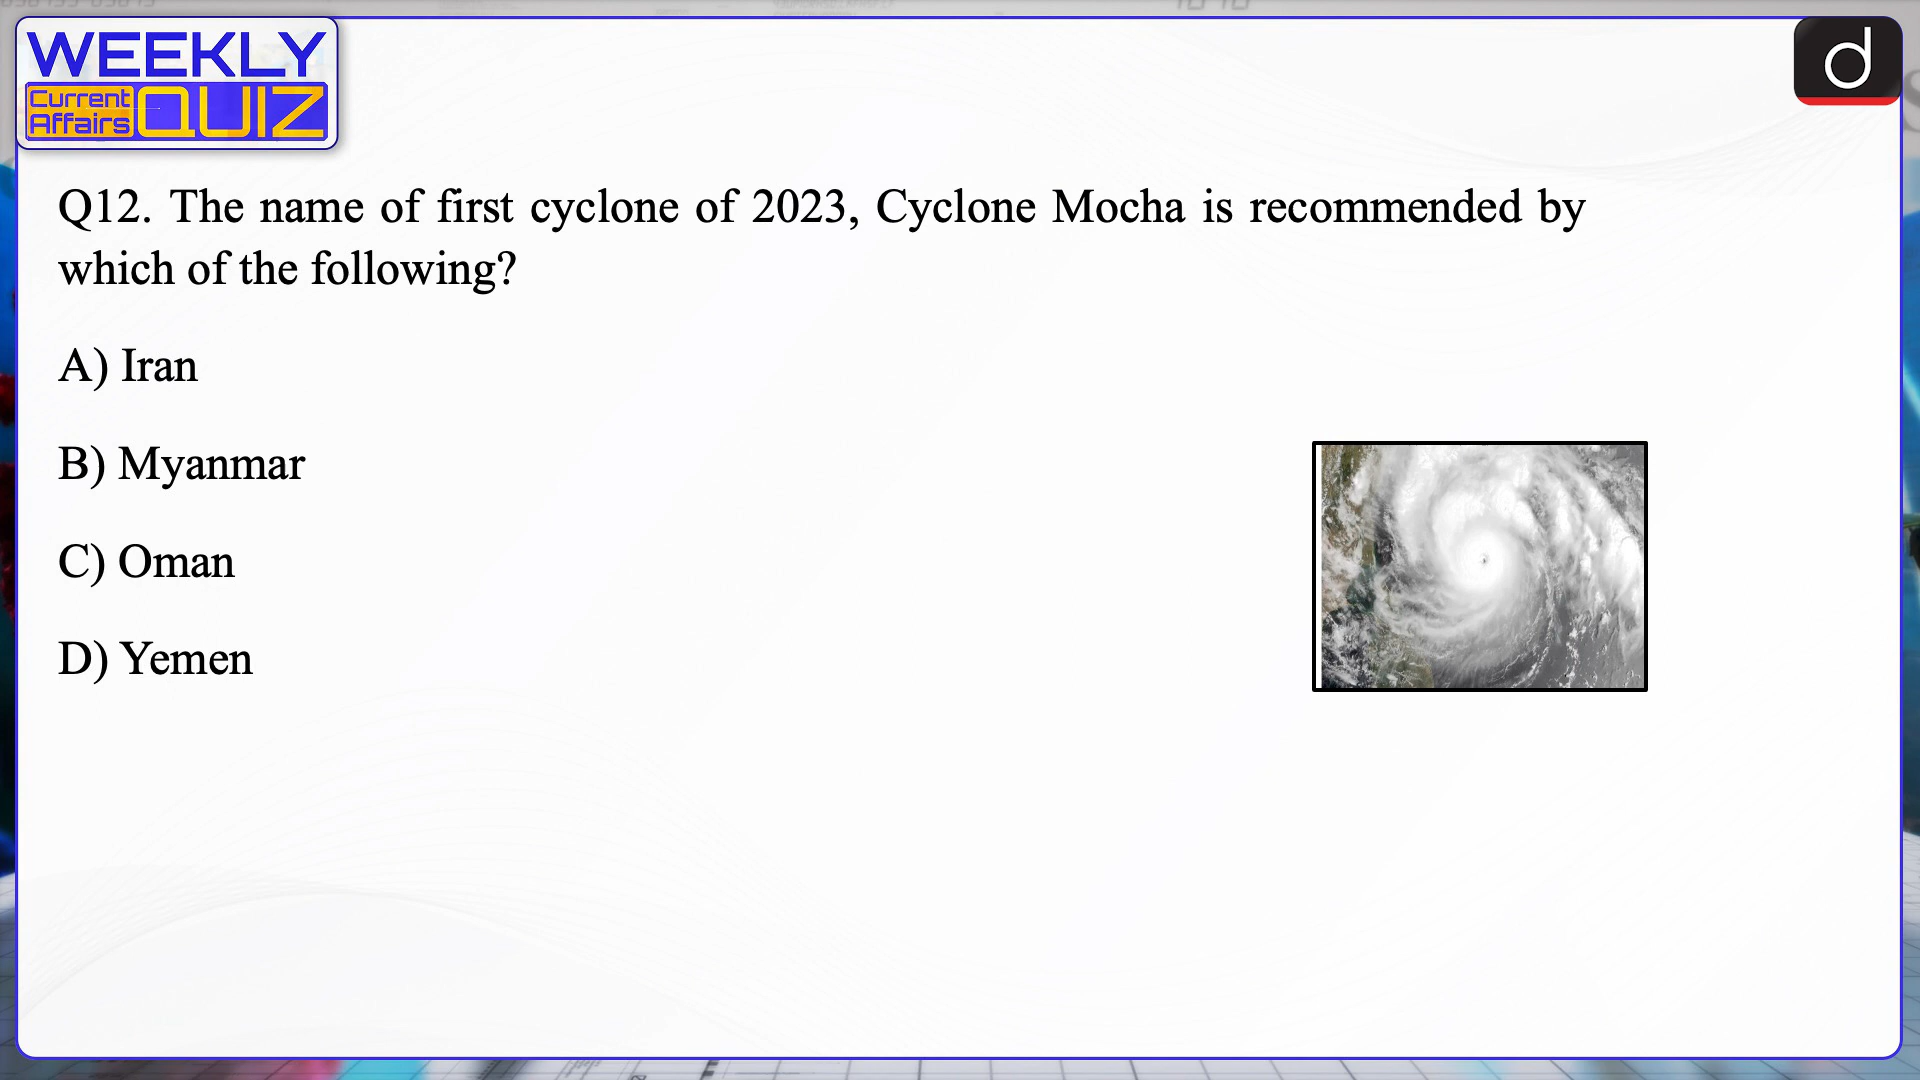 WEEKLY
Current
Affairs
QUIZ
d
Q12. The name of first cyclone of 2023, Cyclone Mocha is recommended by
which of the following?
A) Iran
B) Myanmar
C) Oman
D) Yemen